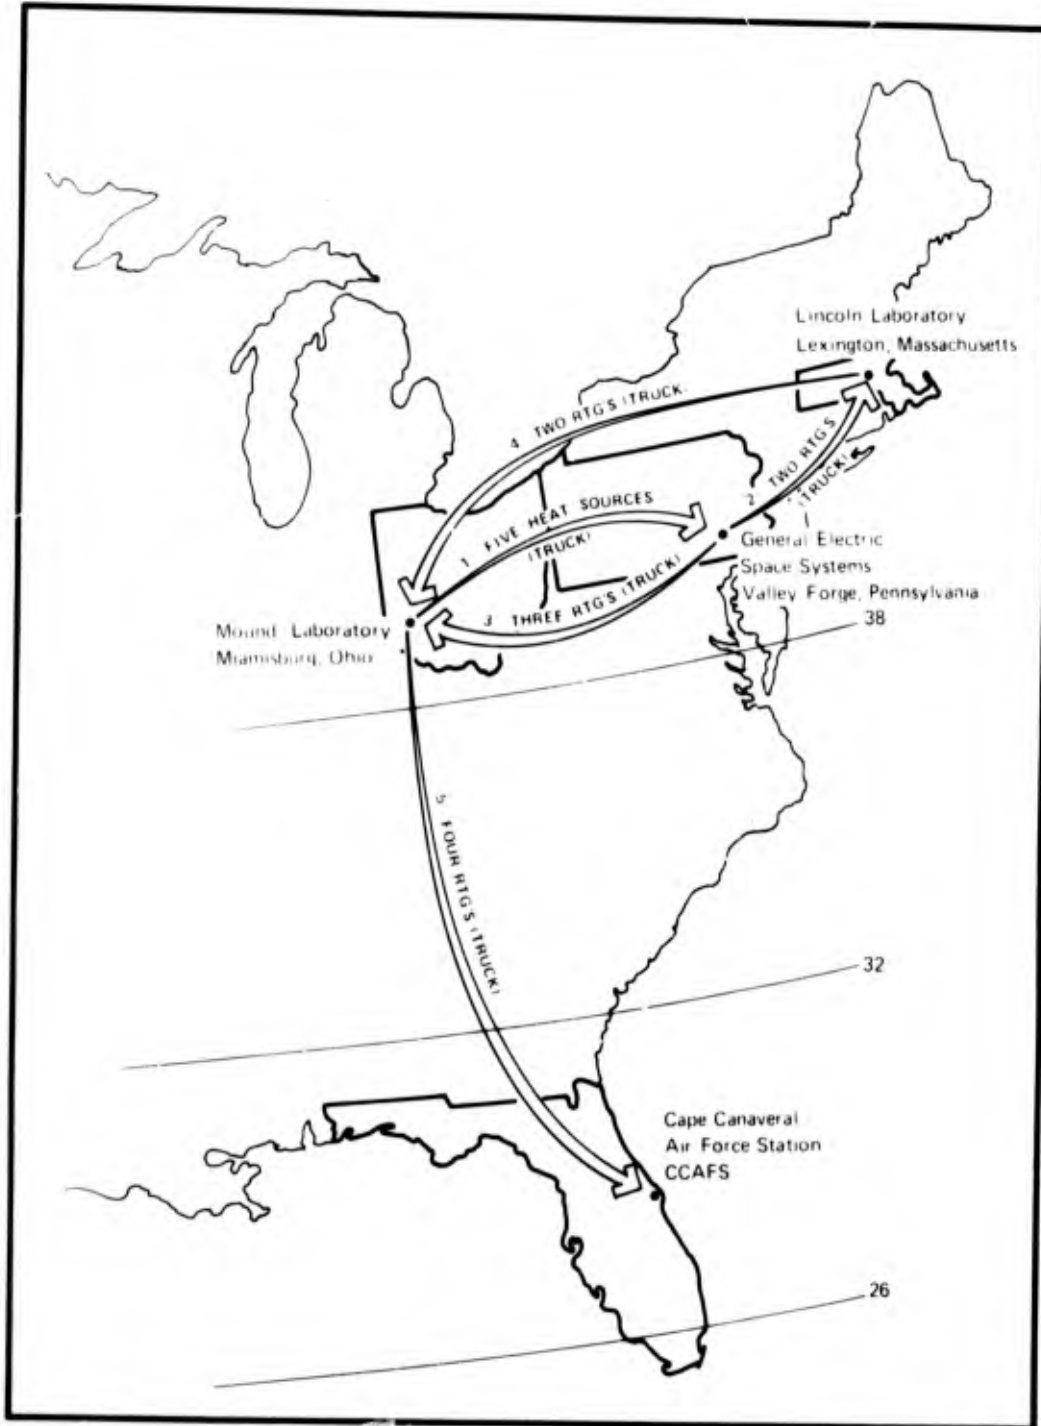 Lincoln Laboratory
Lexington, Massachusetts
4 TWO RTG'S (TRUCK)
2 TWO RTG'S
(TRUCK)
1 FIVE HEAT SOURCES
(TRUCK)
General Electric
Space Systems
Valley Forge, Pennsylvania
3 THREE RTG'S (TRUCK)
38
Mound Laboratory
Miamisburg, Ohio
5 FOUR RTG'S (TRUCK)
32
Cape Canaveral
Air Force Station
CCAFS
26